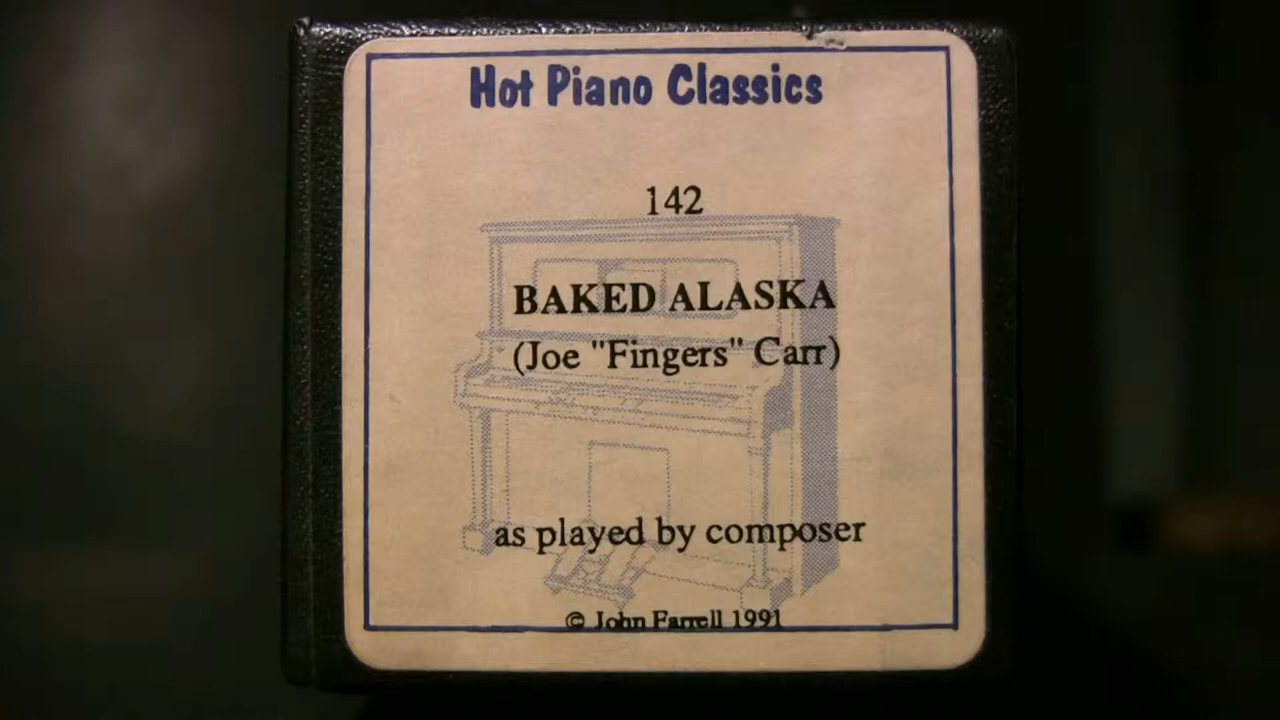 Hot Piano Classics
142
BAKED ALASKA
(Joe "Fingers" Carr)
as played by composer
© John Farrell 1991